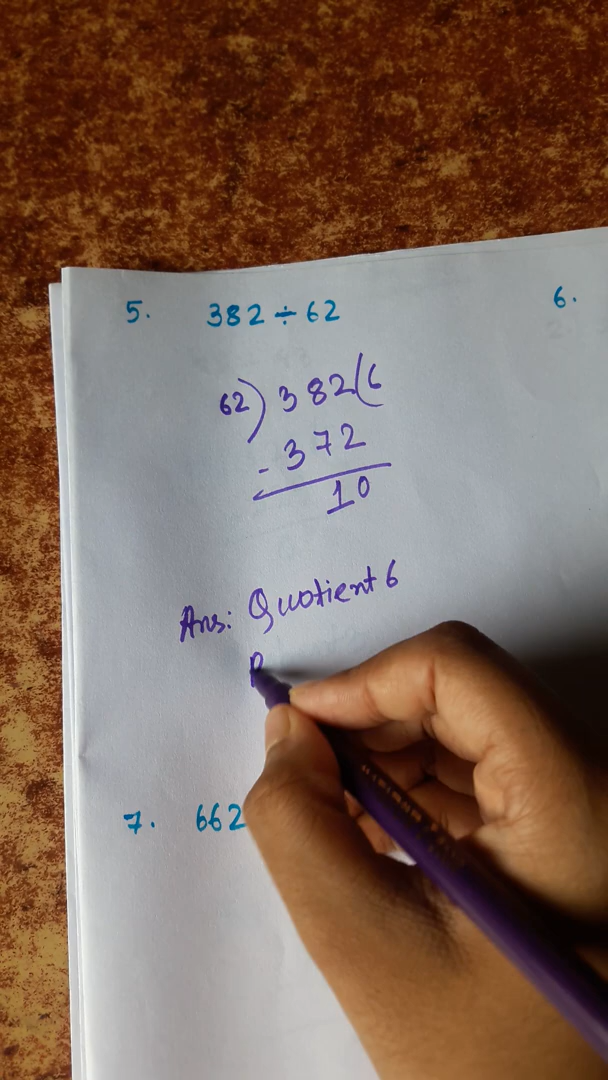 5. 382 ÷ 62
6.
62) 382 (6
- 372
10
Ans: Quotient 6
R
7. 662